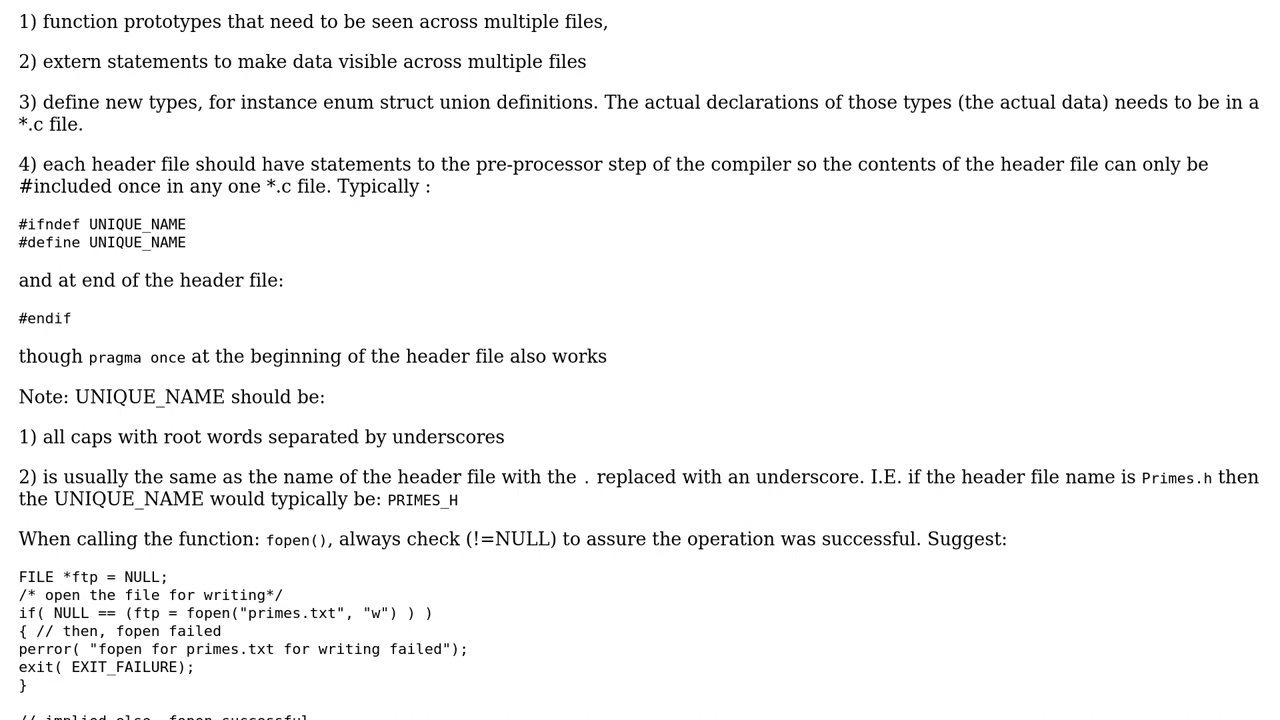 1) function prototypes that need to be seen across multiple files,
2) extern statements to make data visible across multiple files
3) define new types, for instance enum struct union definitions. The actual declarations of those types (the actual data) needs to be in a
*.c file.
4) each header file should have statements to the pre-processor step of the compiler so the contents of the header file can only be
#included once in any one *.c file. Typically :
#ifndef UNIQUE_NAME
#define UNIQUE_NAME
and at end of the header file:
#endif
though pragma once at the beginning of the header file also works
Note: UNIQUE_NAME should be:
1) all caps with root words separated by underscores
2) is usually the same as the name of the header file with the . replaced with an underscore. I.E. if the header file name is Primes.h then
the UNIQUE_NAME would typically be: PRIMES_H
When calling the function: fopen(), always check (!=NULL) to assure the operation was successful. Suggest:
FILE *ftp = NULL;
/* open the file for writing*/
if( NULL == (ftp = fopen("primes.txt", "w") ) )
{ // then, fopen failed
perror( "fopen for primes.txt for writing failed");
exit( EXIT_FAILURE);
}
// implied else, fopen successful